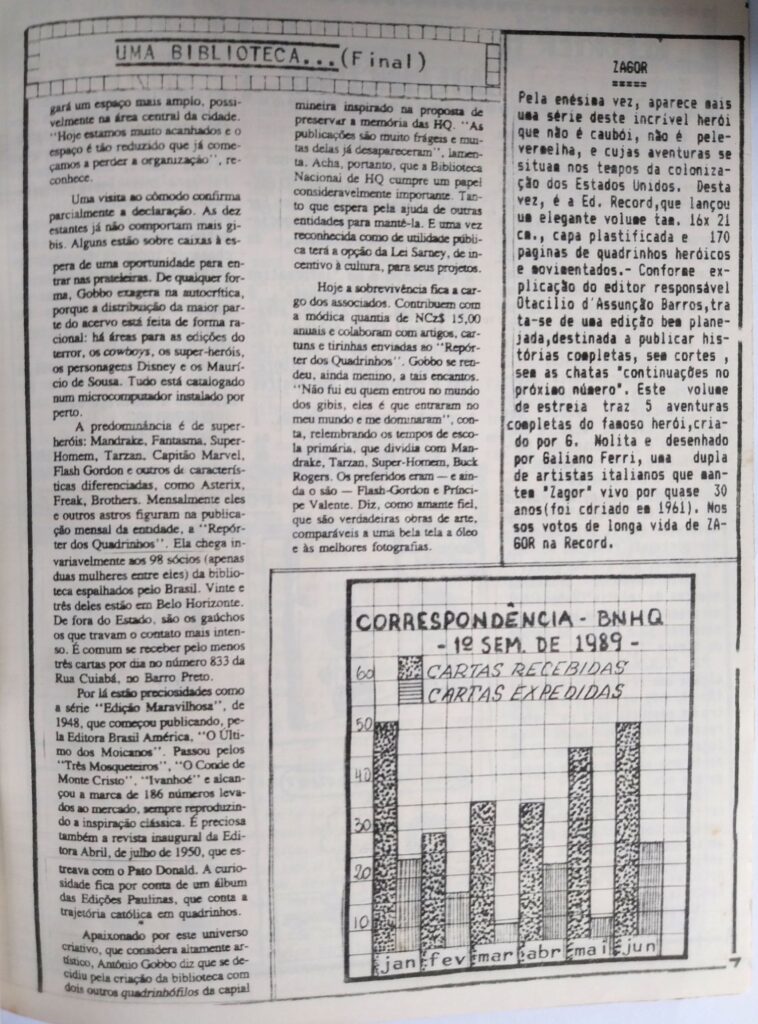 UMA BIBLIOTECA...(Final)
gará um espaço mais amplo, possi-
velmente na área central da cidade.
"Hoje estamos muito acanhados e o
espaço é tão reduzido que já come-
çamos a perder a organização", re-
conhece.
Uma visita ao cômodo confirma
parcialmente a declaração. As dez
estantes já não comportam mais gi-
bis. Alguns estão sobre caixas à es-
pera de uma oportunidade para en-
trar nas prateleiras. De qualquer for-
ma, Gobbo exagera na autocrítica,
porque a distribuição da maior par-
te do acervo está feita de forma ra-
cional: há áreas para as edições do
terror, os cowboys, os super-heróis,
os personagens Disney e os Maurí-
cio de Sousa. Tudo está catalogado
num microcomputador instalado por
perto.
A predominância é de super-
heróis: Mandrake, Fantasma, Super-
Homem, Tarzan, Capitão Marvel,
Flash Gordon e outros de caracterís-
ticas diferenciadas, como Asterix,
Freak, Brothers. Mensalmente eles
e outros astros figuram na publica-
ção mensal da entidade, a "Repór-
ter dos Quadrinhos". Ela chega in-
variavelmente aos 98 sócios (apenas
duas mulheres entre eles) da biblio-
teca espalhados pelo Brasil. Vinte e
três deles estão em Belo Horizonte.
De fora do Estado, são os gaúchos
os que travam o contato mais inten-
so. É comum se receber pelo menos
três cartas por dia no número 833 da
Rua Cuiabá, no Barro Preto.
Por lá estão preciosidades como
a série "Edição Maravilhosa", de
1948, que começou publicando, pe-
la Editora Brasil América, "O Últi-
mo dos Moicanos". Passou pelos
"Três Mosqueteiros", "O Conde de
Monte Cristo", "Ivanhoé" e alcan-
çou a marca de 186 números leva-
dos ao mercado, sempre reproduzin-
do a inspiração clássica. É preciosa
também a revista inaugural da Edi-
tora Abril, de julho de 1950, que es-
treava com o Pato Donald. A curio-
sidade fica por conta de um álbum
das Edições Paulinas, que conta a
trajetória católica em quadrinhos.
Apaixonado por este universo
criativo, que considera altamente ar-
tístico, Antônio Gobbo diz que se de-
cidiu pela criação da biblioteca com
dois outros quadrinhófilos da capial
mineira inspirado na proposta de
preservar a memória das HQ. "As
publicações são muito frágeis e mui-
tas delas já desapareceram", lamen-
ta. Acha, portanto, que a Biblioteca
Nacional de HQ cumpre um papel
consideravelmente importante. Tan-
to que espera pela ajuda de outras
entidades para mantê-la. E uma vez
reconhecida como de utilidade públi-
ca terá a opção da Lei Sarney, de in-
centivo à cultura, para seus projetos.
Hoje a sobrevivência fica a car-
go dos associados. Contribuem com
a módica quantia de NCz$ 15,00
anuais e colaboram com artigos, car-
tuns e tirinhas enviadas ao "Repór-
ter dos Quadrinhos". Gobbo se ren-
deu, ainda menino, a tais encantos.
"Não fui eu quem entrou no mundo
dos gibis, eles é que entraram no
meu mundo e me dominaram", con-
ta, relembrando os tempos de esco-
la primária, que dividia com Man-
drake, Tarzan, Super-Homem, Buck
Rogers. Os preferidos eram — e ain-
da o são — Flash-Gordon e Prínci-
pe Valente. Diz, como amante fiel,
que são verdadeiras obras de arte,
comparáveis a uma bela tela a óleo
e às melhores fotografias.
ZAGOR
=====
Pela enésima vez, aparece mais
uma série deste incrível herói
que não é caubói, não é pele-
vermelha, e cujas aventuras se
situam nos tempos da coloniza-
ção dos Estados Unidos. Desta
vez, é a Ed. Record,que lançou
um elegante volume tam. 16x 21
cm., capa plastificada e 170
paginas de quadrinhos heróicos
e movimentados.- Conforme ex-
plicação do editor responsável
Otacilio d'Assunção Barros,tra
ta-se de uma edição bem plane-
jada,destinada a publicar his-
tórias completas, sem cortes ,
sem as chatas "continuações no
próximo número". Este volume
de estreia traz 5 aventuras
completas do famoso herói,cria-
do por G. Nolita e desenhado
por Galiano Ferri, uma dupla
de artistas italianos que man-
tem "Zagor" vivo por quase 30
anos(foi cdriado em 1961). Nos
sos votos de longa vida de ZA-
GOR na Record.
CORRESPONDÊNCIA - BNHQ
- 1º SEM. DE 1989 -
CARTAS RECEBIDAS
CARTAS EXPEDIDAS
60
50
40
30
20
10
jan fev mar abr mai jun
7